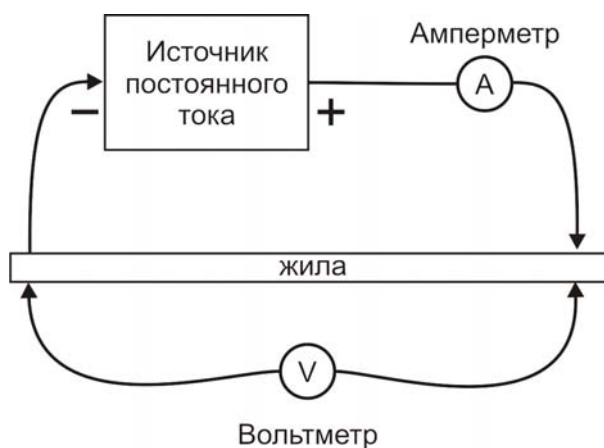 Источник
постоянного
тока
Амперметр
A
− +
жила
V
Вольтметр